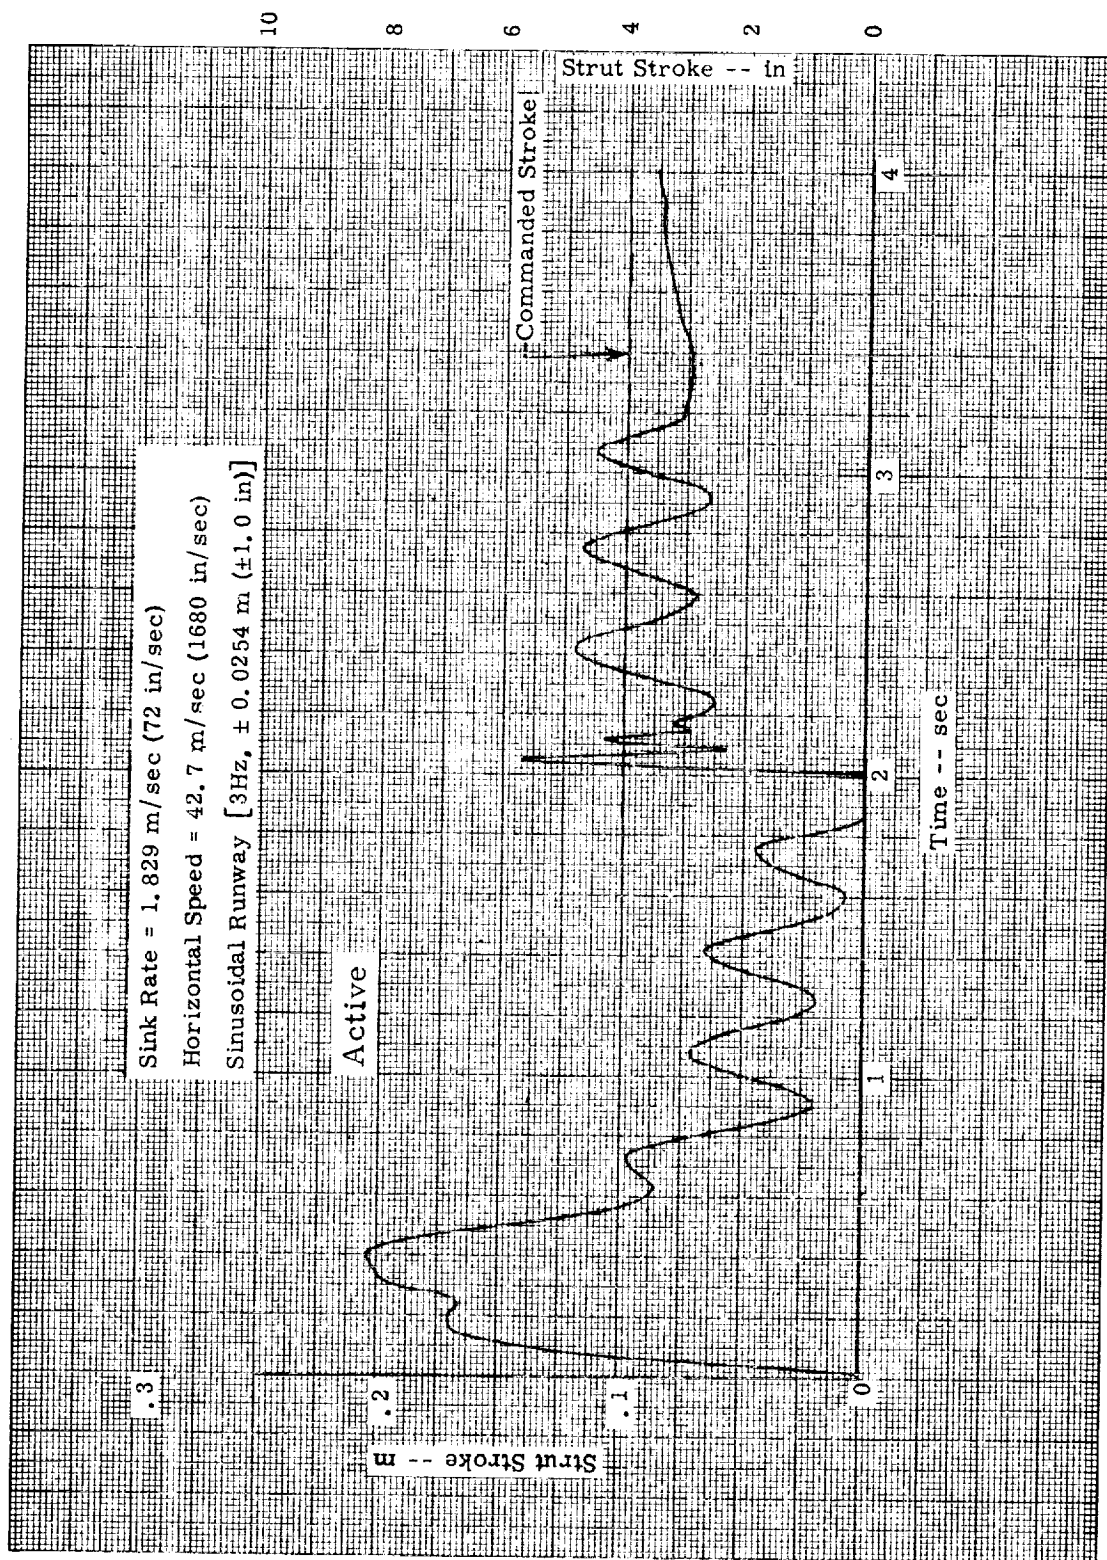 Sink Rate = 1.829 m/sec (72 in/sec)
Horizontal Speed = 42.7 m/sec (1680 in/sec)
Sinusoidal Runway [3Hz, ± 0.0254 m (±1.0 in)]
Active
Commanded Stroke
Strut Stroke -- m
.3
.2
.1
0
1
2
3
4
Time -- sec
Strut Stroke -- in
10
8
6
4
2
0